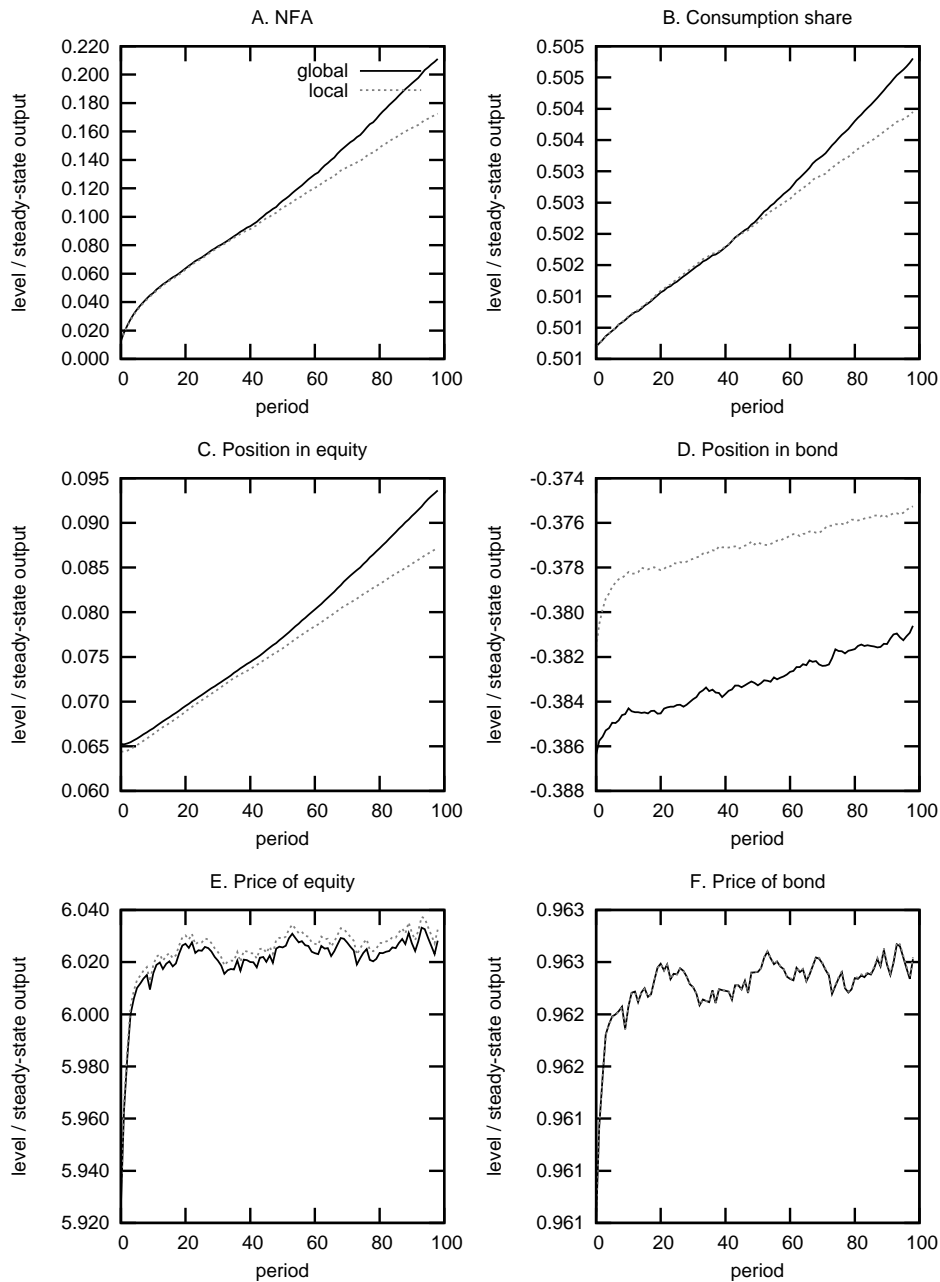 A. NFA
level / steady-state output
0.220
0.200
0.180
0.160
0.140
0.120
0.100
0.080
0.060
0.040
0.020
0.000
global
local
0 20 40 60 80 100
period
B. Consumption share
level / steady-state output
0.505
0.505
0.504
0.504
0.503
0.503
0.502
0.502
0.501
0.501
0.501
0 20 40 60 80 100
period
C. Position in equity
level / steady-state output
0.095
0.090
0.085
0.080
0.075
0.070
0.065
0.060
0 20 40 60 80 100
period
D. Position in bond
level / steady-state output
-0.374
-0.376
-0.378
-0.380
-0.382
-0.384
-0.386
-0.388
0 20 40 60 80 100
period
E. Price of equity
level / steady-state output
6.040
6.020
6.000
5.980
5.960
5.940
5.920
0 20 40 60 80 100
period
F. Price of bond
level / steady-state output
0.963
0.963
0.962
0.962
0.961
0.961
0.961
0 20 40 60 80 100
period